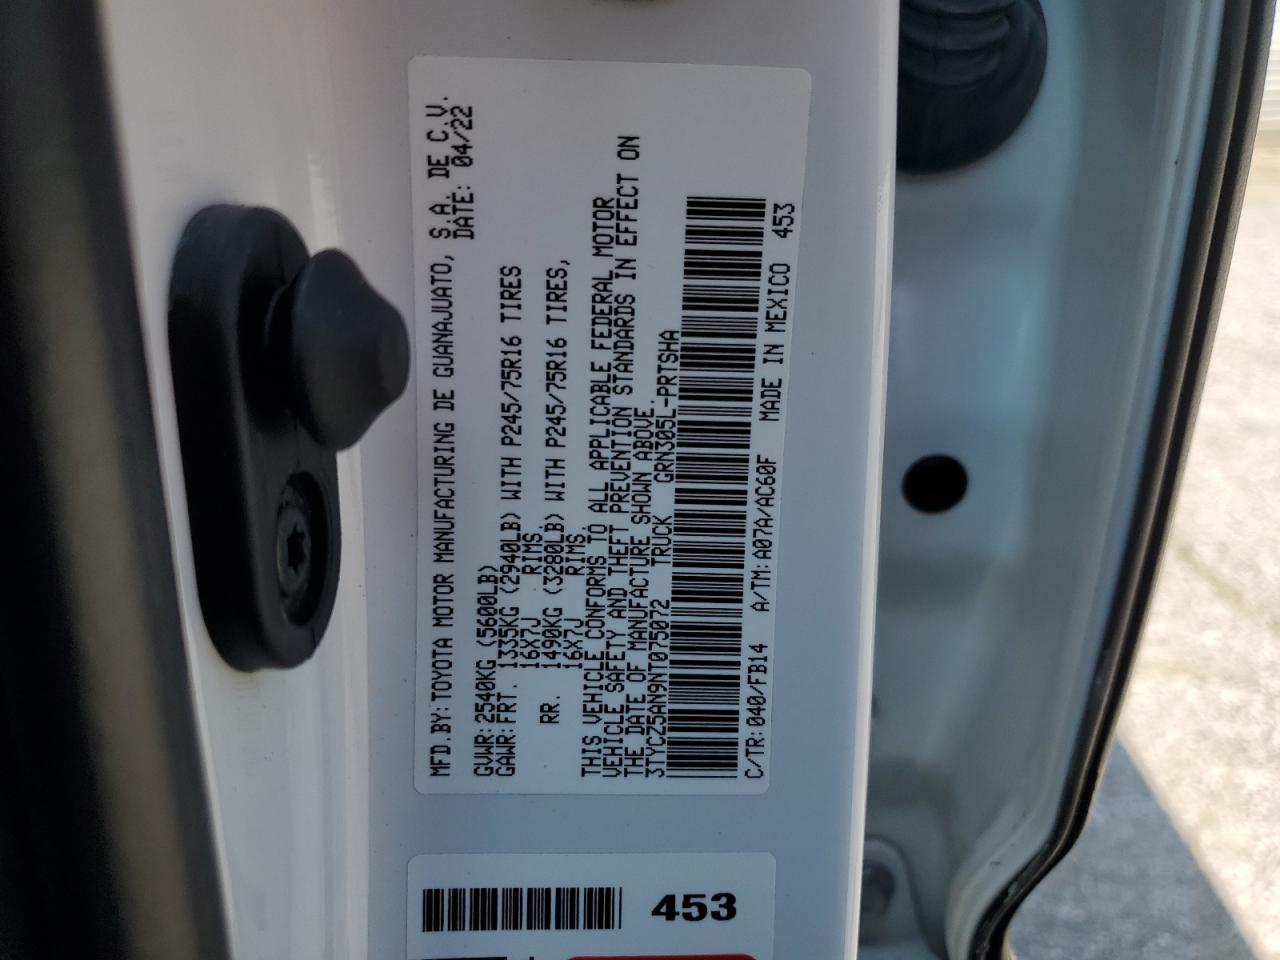 MFD.BY:TOYOTA MOTOR MANUFACTURING DE GUANAJUATO, S.A. DE C.V.
DATE: 04/22
GVWR:2540KG (5600LB)
GAWR:FRT. 1335KG (2940LB) WITH P245/75R16 TIRES
16X7J RIMS.
RR. 1490KG (3280LB) WITH P245/75R16 TIRES,
16X7J RIMS.
THIS VEHICLE CONFORMS TO ALL APPLICABLE FEDERAL MOTOR
VEHICLE SAFETY AND THEFT PREVENTION STANDARDS IN EFFECT ON
THE DATE OF MANUFACTURE SHOWN ABOVE.
3TYCZ5AN9NT075072 TRUCK GRN305L-PRTSHA
C/TR:040/FB14 A/TM:A07A/AC60F MADE IN MEXICO 453
453